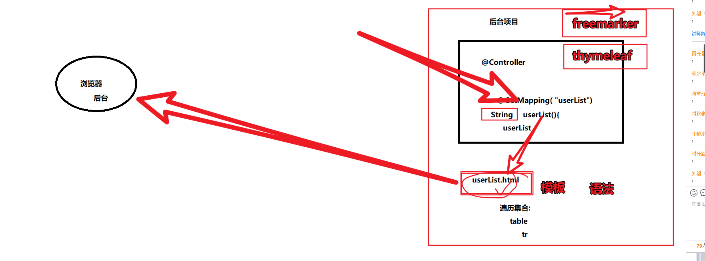 后台项目
freemarker
thymeleaf
@Controller
浏览器
后台
Mapping( "userList")
String userList(){
userList
userList.html
模板 语法
遍历集合:
table
tr